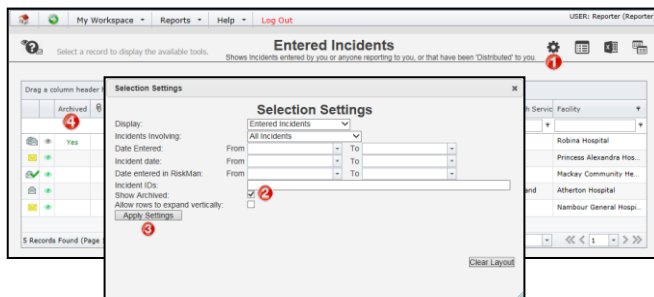 My Workspace Reports Help Log Out USER: Reporter (Reporter
Select a record to display the available tools.
Entered Incidents
Shows Incidents entered by you or anyone reporting to you, or that have been 'Distributed' to you.
1
Drag a column header
Archived
h Servic Facility
4
Yes
Robina Hospital
Princess Alexandra Hos...
Mackay Community He...
and Atherton Hospital
Nambour General Hospi...
5 Records Found (Page
1
Selection Settings
Selection Settings
Display: Entered Incidents
Incidents Involving: All Incidents
Date Entered: From To
Incident date: From To
Date entered in RiskMan: From To
Incident IDs:
Show Archived: 2
Allow rows to expand vertically:
Apply Settings
3
Clear Layout